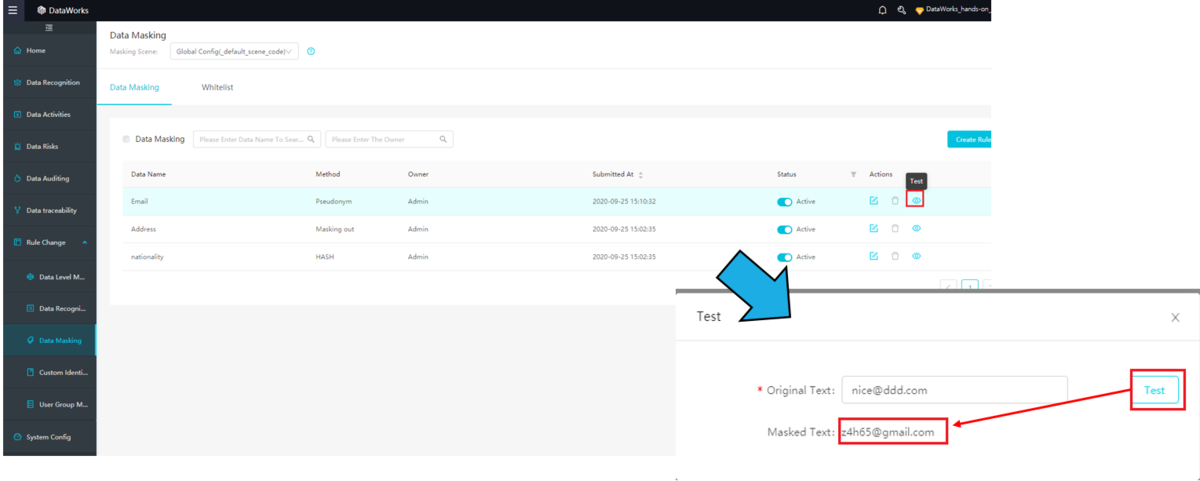 DataWorks
DataWorks_hands-on_
Home
Data Recognition
Data Activities
Data Risks
Data Auditing
Data traceability
Rule Change
Data Level M...
Data Recogni...
Data Masking
Custom Identi...
User Group M...
System Config
Data Masking
Masking Scene: Global Config(_default_scene_code)
Data Masking Whitelist
Data Masking Please Enter Data Name To Sear... Please Enter The Owner Create Rule
Data Name Method Owner Submitted At Status Actions
Test
Email Pseudonym Admin 2020-09-25 15:10:32 Active
Address Masking out Admin 2020-09-25 15:02:35 Active
nationality HASH Admin 2020-09-25 15:02:35 Active
1
Test
* Original Text: nice@ddd.com Test
Masked Text: z4h65@gmail.com